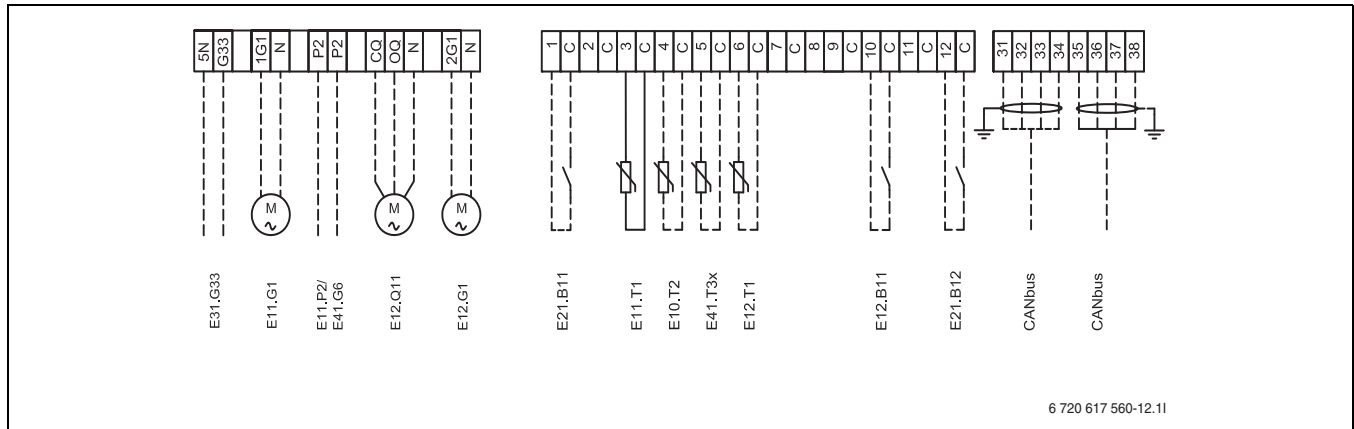 5N G33 1G1 N P2 P2 CQ OQ N 2G1 N
1 C 2 C 3 C 4 C 5 C 6 C 7 C 8 9 C 10 C 11 C 12 C
31 32 33 34 35 36 37 38
M
M
M
E31.G33
E11.G1
E11.P2/
E41.G6
E12.Q11
E12.G1
E21.B11
E11.T1
E10.T2
E41.T3x
E12.T1
E12.B11
E21.B12
CANbus
CANbus
6 720 617 560-12.1I